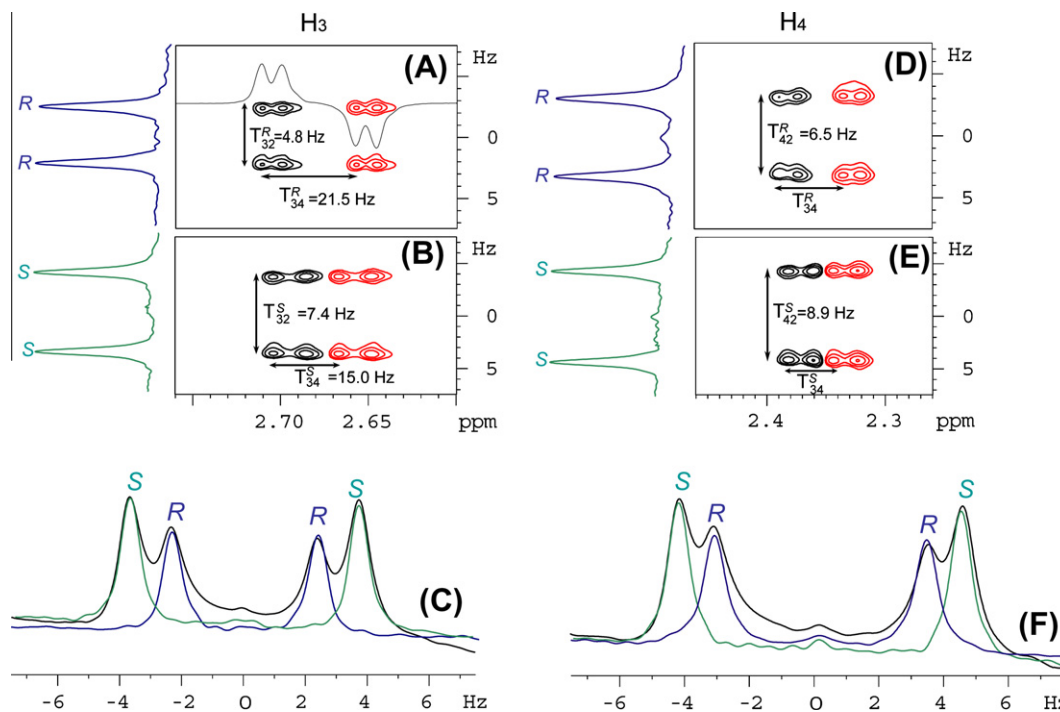 H3
H4
(A)
Hz
R
T^R_32=4.8 Hz
0
R
T^R_34=21.5 Hz
5
(D)
Hz
R
T^R_42=6.5 Hz
0
R
T^R_34
5
(B)
Hz
S
T^S_32=7.4 Hz
0
S
T^S_34=15.0 Hz
5
2.70 2.65 ppm
(E)
Hz
S
T^S_42=8.9 Hz
0
S
T^S_34
5
2.4 2.3 ppm
S R R S
(C)
-6 -4 -2 O 2 4 6 Hz
S R R S
(F)
-6 -4 -2 0 2 4 6 Hz